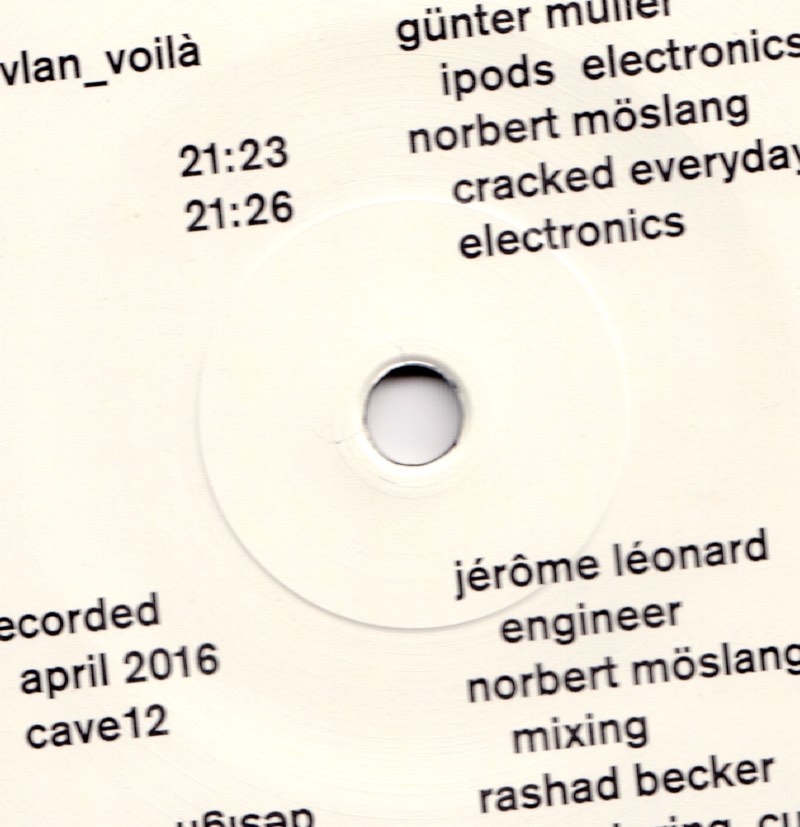 vlan_voilà
21:23
21:26
günter müller
ipods electronics
norbert möslang
cracked everyday
electronics
ecorded
april 2016
cave12
jérôme léonard
engineer
norbert möslang
mixing
rashad becker
design